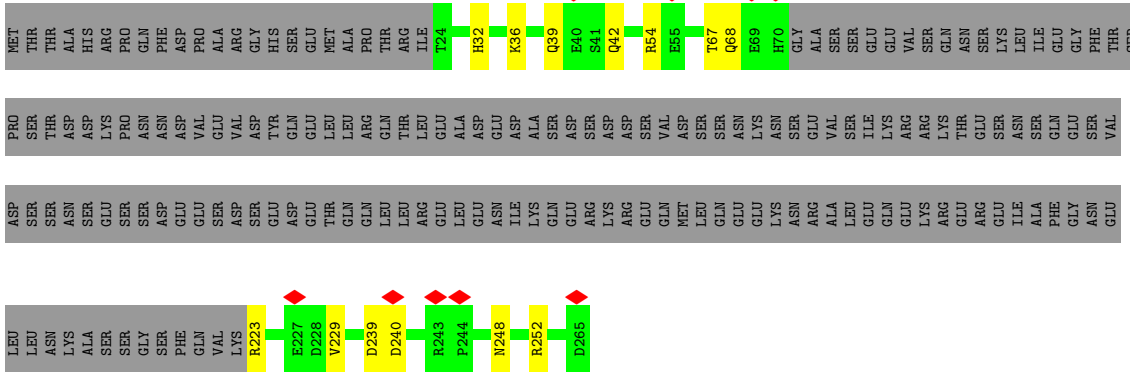 MET THR THR ALA HIS ARG PRO GLN PHE ASP PRO ALA ARG GLY HIS SER GLU MET ALA PRO THR ARG ILE T24 H32 K36 Q39 E40 S41 Q42 R54 E55 T67 Q68 E69 H70 GLY ALA SER SER GLU GLU VAL SER GLN ASN SER LYS LEU ILE GLU GLY PHE THR SER
PRO SER THR ASP ASP LYS PRO ASN ASN ASP VAL GLU VAL ASP TYR GLN GLU LEU LEU ARG GLN THR LEU GLU ALA ASP GLU ASP ALA SER ASP SER ASP ASP SER VAL ASP SER SER ASN LYS ASN SER GLU VAL SER ILE LYS ARG ARG LYS THR GLU SER ASN SER GLN GLU SER VAL
ASP SER SER ASN SER GLU SER SER ASP GLU GLU SER ASP SER GLU ASP GLU THR GLN GLN LEU LEU ARG GLU LEU GLU ASN ILE LYS GLN GLU ARG LYS ARG GLU GLN MET LEU GLN GLU GLU LYS ASN ARG ALA LEU GLU GLN GLU LYS ARG GLU ARG GLU ILE ALA PHE GLY ASN GLU
LEU LEU ASN LYS ALA SER SER GLY SER PHE GLN VAL LYS R223 E227 D228 V229 D239 D240 R243 P244 N248 R252 D265